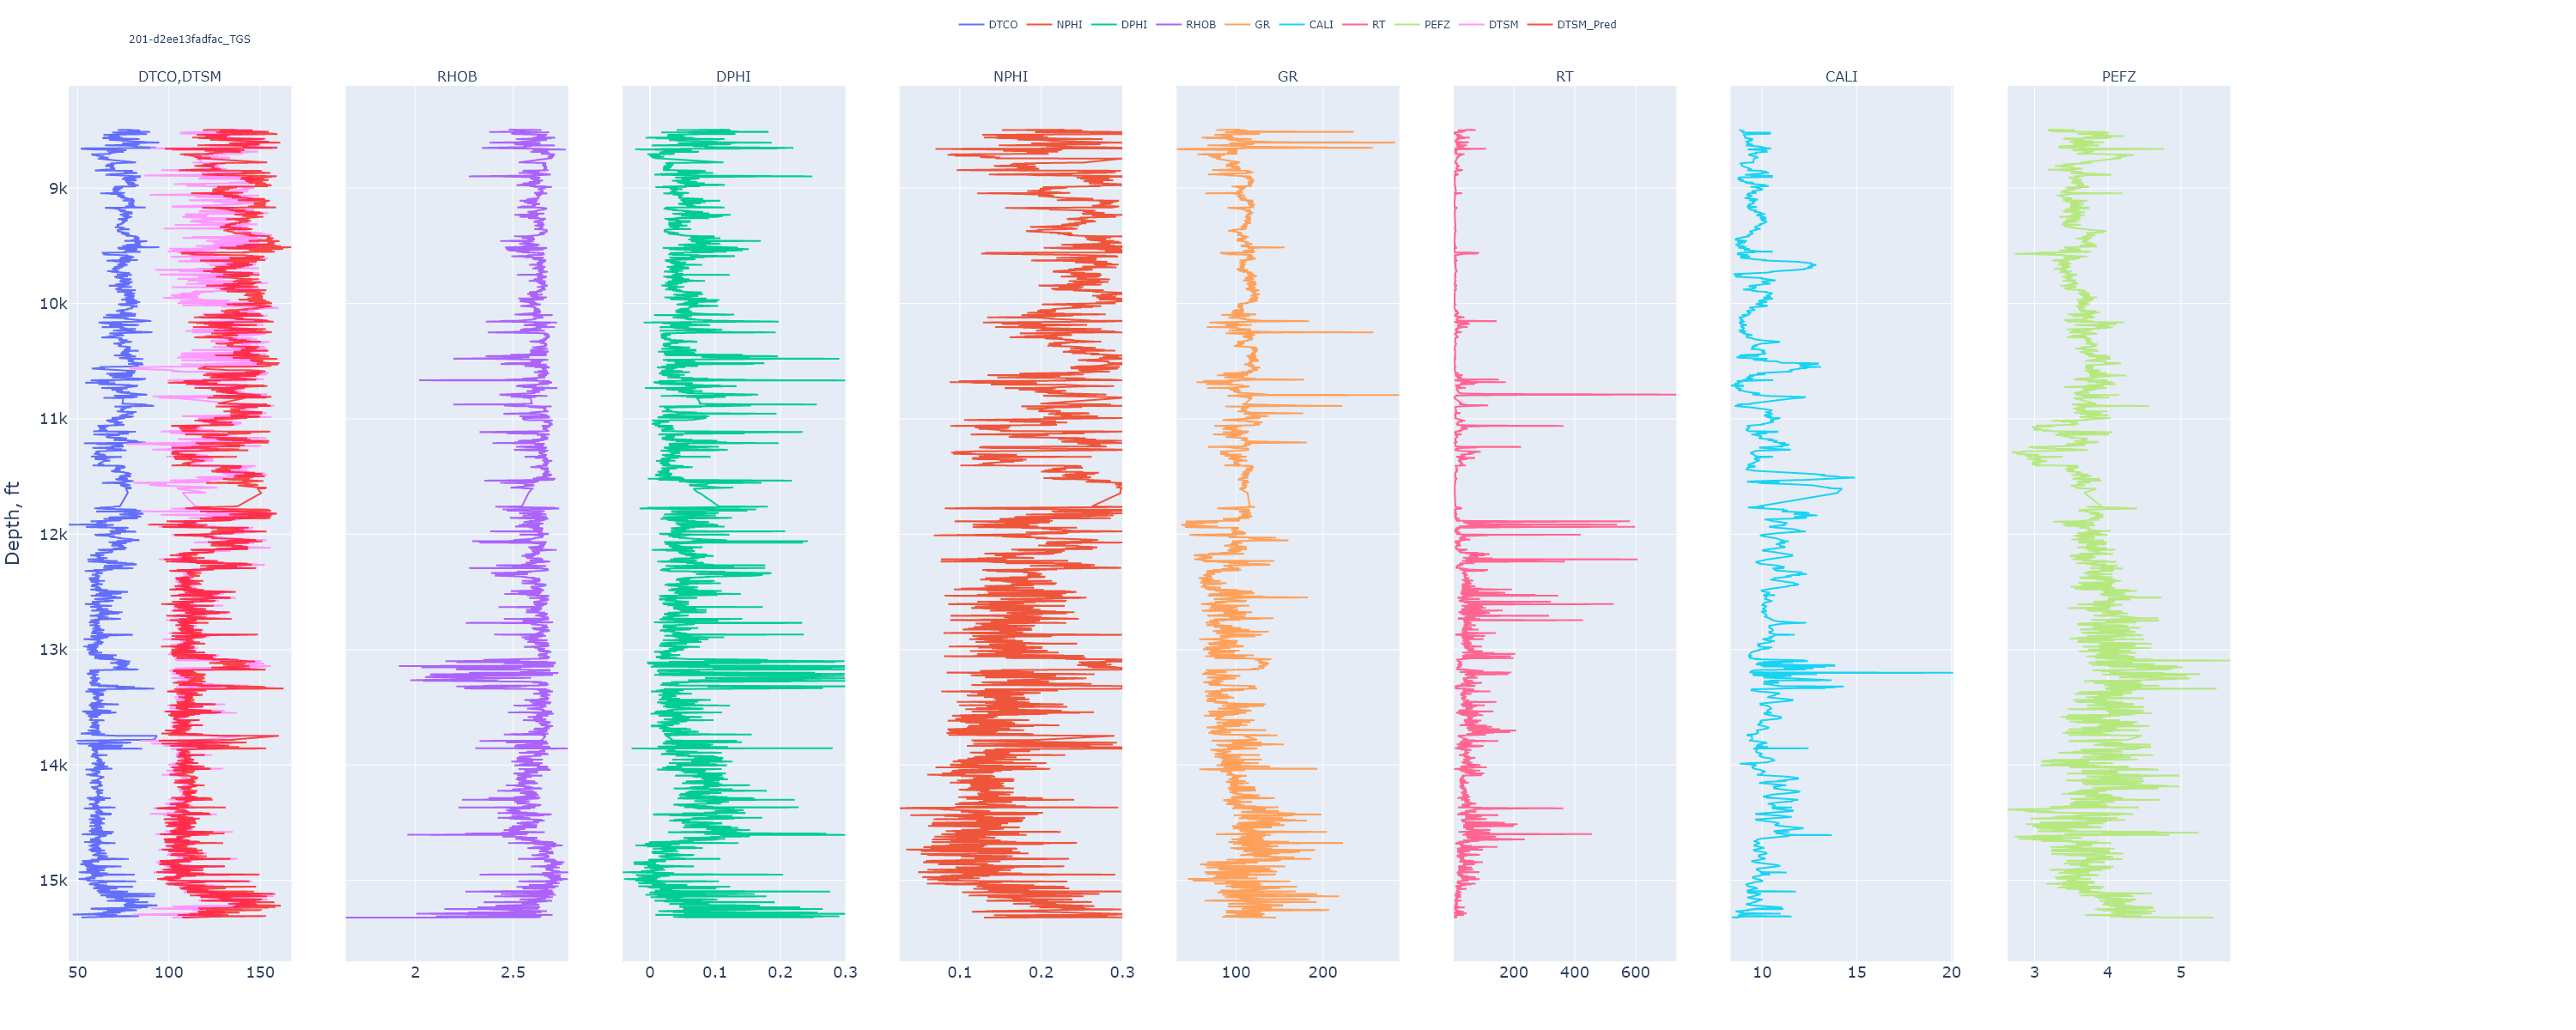 DTCO NPHI DPHI RHOB GR CALI RT PEFZ DTSM DTSM_Pred
201-d2ee13fadfac_TGS
DTCO,DTSM RHOB DPHI NPHI GR RT CALI PEFZ
9k
10k
11k
12k
13k
14k
15k
Depth, ft
50 100 150 2 2.5 0 0.1 0.2 0.3 0.1 0.2 0.3 100 200 200 400 600 10 15 20 3 4 5